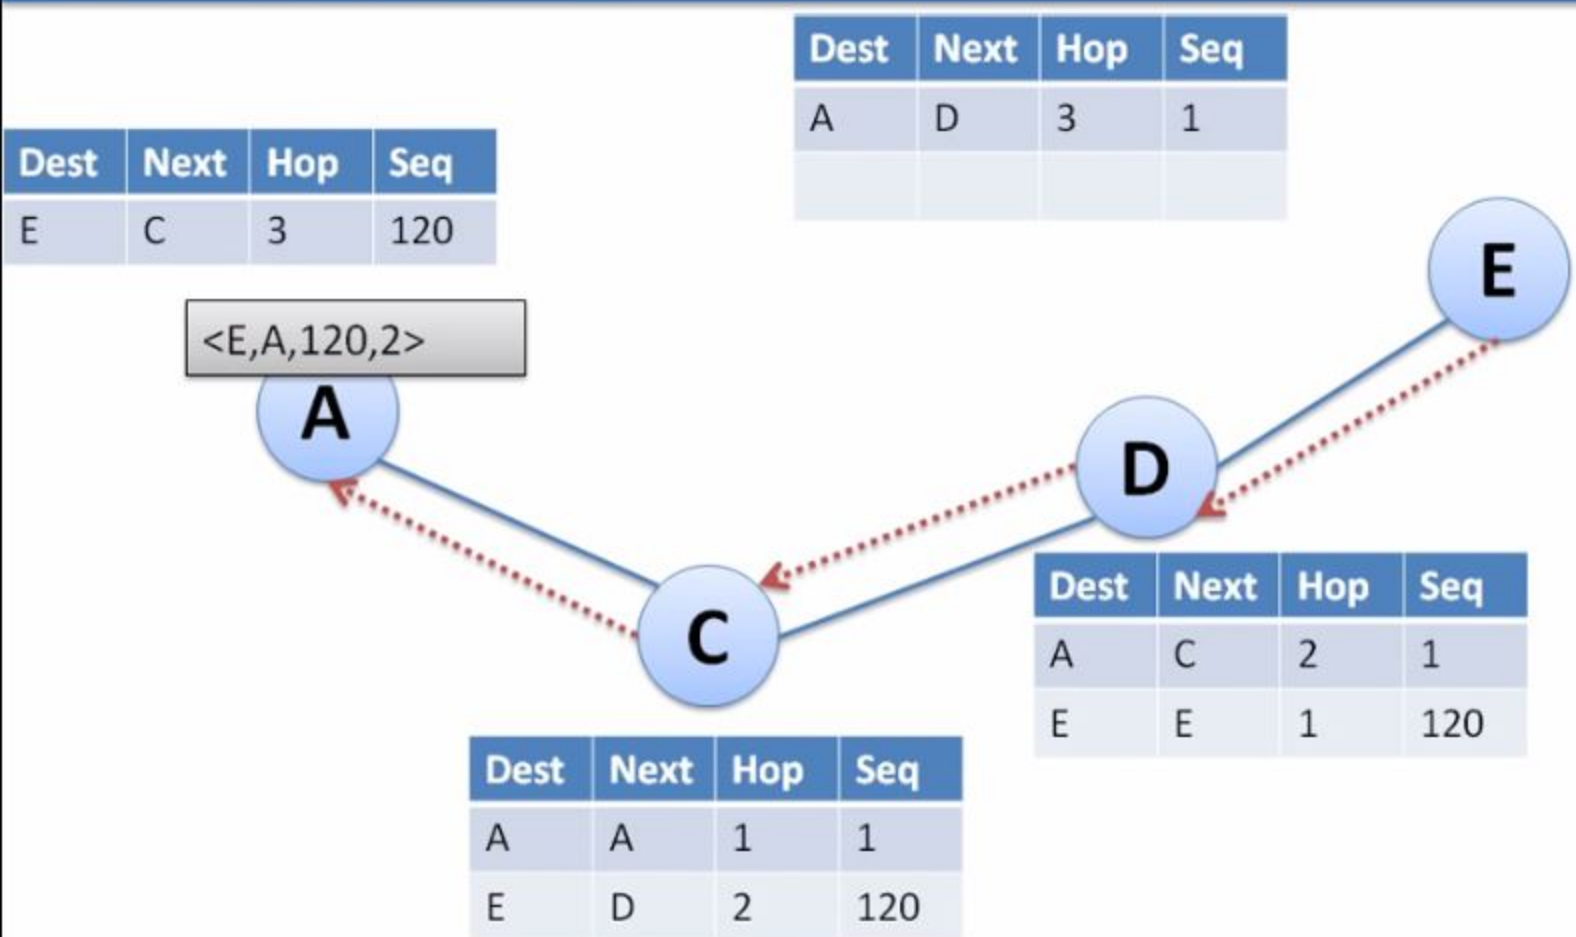 Dest Next Hop Seq
A D 3 1
Dest Next Hop Seq
E C 3 120
<E,A,120,2>
A
E
D
C
Dest Next Hop Seq
A C 2 1
E E 1 120
Dest Next Hop Seq
A A 1 1
E D 2 120